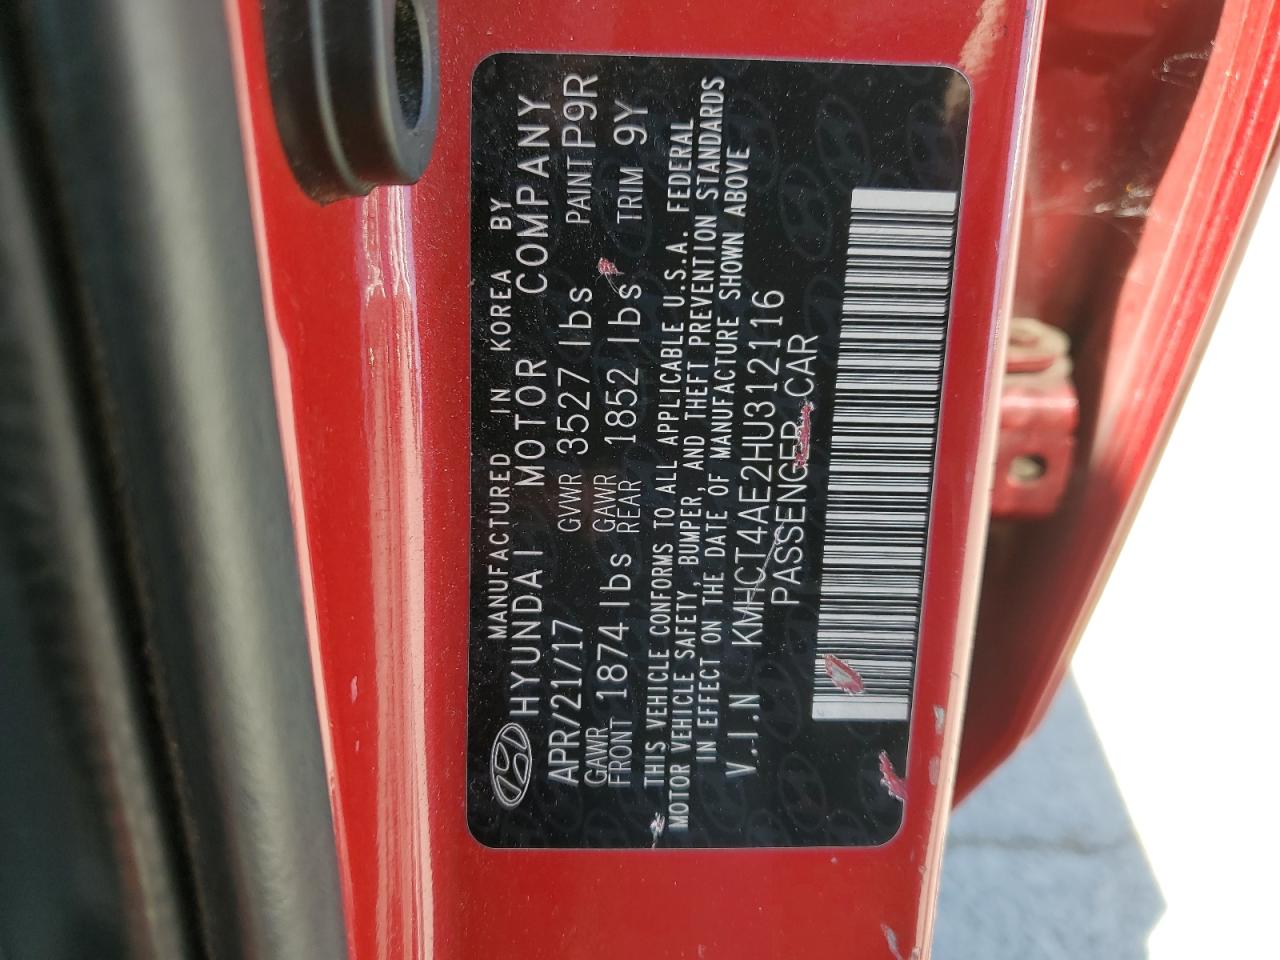 MANUFACTURED IN KOREA BY
HYUNDAI MOTOR COMPANY
APR/21/17 GVWR 3527 lbs PAINT P9R
GAWR FRONT 1874 lbs GAWR REAR 1852 lbs TRIM 9Y
THIS VEHICLE CONFORMS TO ALL APPLICABLE U.S.A. FEDERAL
MOTOR VEHICLE SAFETY, BUMPER, AND THEFT PREVENTION STANDARDS
IN EFFECT ON THE DATE OF MANUFACTURE SHOWN ABOVE
V.I.N KMHCT4AE2HU312116
PASSENGER CAR